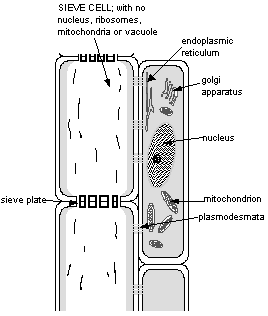 SIEVE CELL; with no
nucleus, ribosomes,
mitochondria or vacuole
endoplasmic
reticulum
golgi
apparatus
nucleus
mitochondrion
sieve plate
plasmodesmata